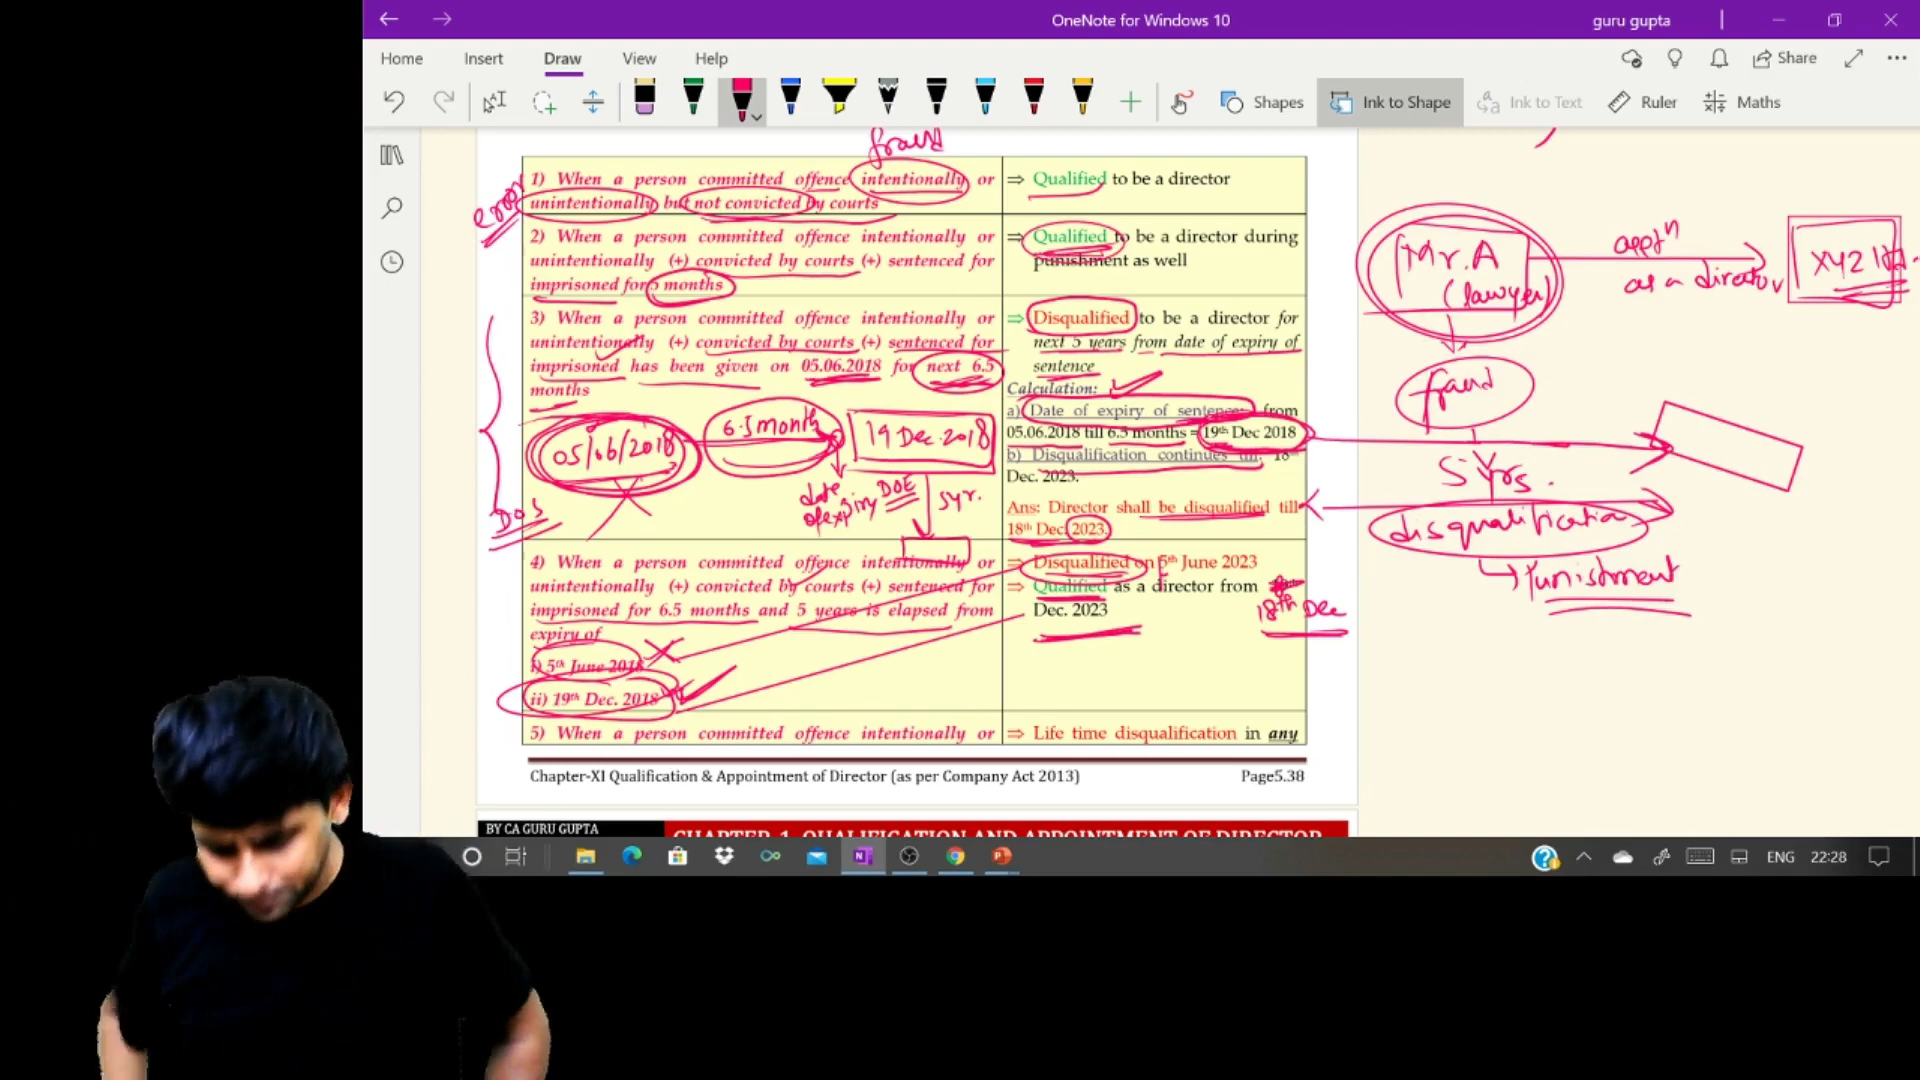 OneNote for Windows 10
guru gupta
Home Insert Draw View Help
Share
Shapes
Ink to Shape
Ink to Text
Ruler
Maths
fraud
error
1) When a person committed offence intentionally or
unintentionally but not convicted by courts
⇒ Qualified to be a director
2) When a person committed offence intentionally or
unintentionally (+) convicted by courts (+) sentenced for
imprisoned for 5 months
⇒ Qualified to be a director during
punishment as well
3) When a person committed offence intentionally or
unintentionally (+) convicted by courts (+) sentenced for
imprisoned has been given on 05.06.2018 for next 6.5
months
05/06/2018
6.5 month
19 Dec. 2018
date
of expiry
DOE
5yr.
DOS
⇒ Disqualified to be a director for
next 5 years from date of expiry of
sentence
Calculation:
a) Date of expiry of sentence: from
05.06.2018 till 6.5 months = 19th Dec 2018
b) Disqualification continues till: 18th
Dec. 2023.
Ans: Director shall be disqualified till
18th Dec. 2023.
4) When a person committed offence intentionally or
unintentionally (+) convicted by courts (+) sentenced for
imprisoned for 6.5 months and 5 years is elapsed from
expiry of
i) 5th June 2018
ii) 19th Dec. 2018
⇒ Disqualified on 5th June 2023
⇒ Qualified as a director from
Dec. 2023
18th Dec
5) When a person committed offence intentionally or
⇒ Life time disqualification in any
Chapter-XI Qualification & Appointment of Director (as per Company Act 2013)
Page5.38
BY CA GURU GUPTA
CHAPTER-1 QUALIFICATION AND APPOINTMENT OF DIRECTOR
Mr. A
(lawyer)
apptn
as a director
XYZ ltd.
fraud
5 yrs.
disqualification
punishment
ENG
22:28